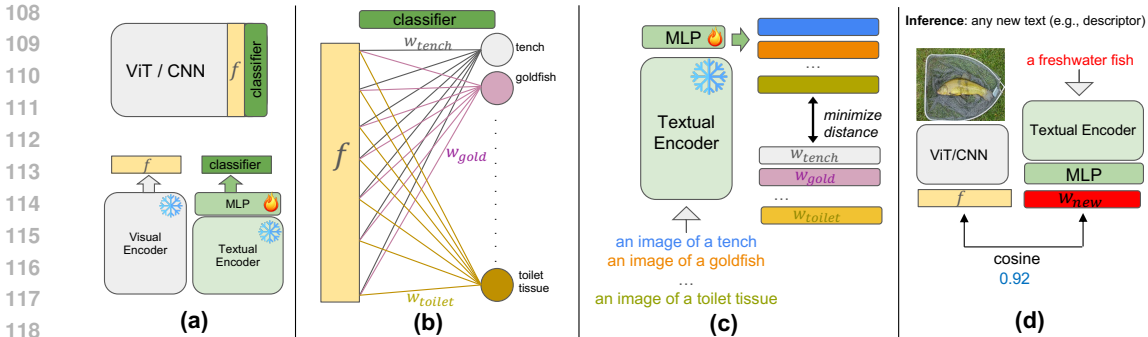 108
109
110
111
112
113
114
115
116
117
118
ViT / CNN
f
classifier
f
classifier
MLP
Visual
Encoder
Textual
Encoder
(a)
classifier
f
w_tench
w_gold
w_toilet
tench
goldfish
toilet
tissue
(b)
MLP
Textual
Encoder
...
minimize
distance
w_tench
w_gold
...
w_toilet
an image of a tench
an image of a goldfish
...
an image of a toilet tissue
(c)
Inference: any new text (e.g., descriptor)
a freshwater fish
ViT/CNN
f
Textual Encoder
MLP
w_new
cosine
0.92
(d)